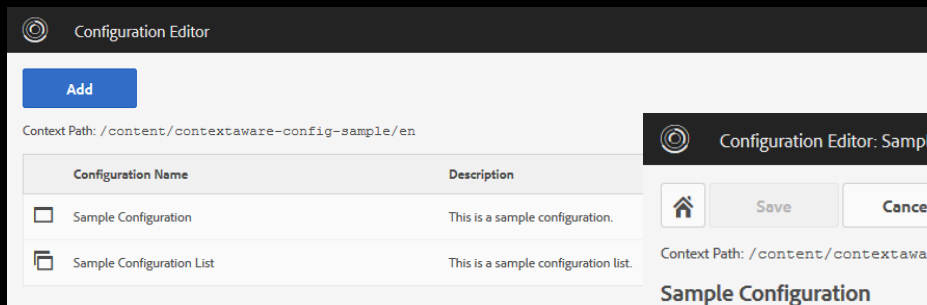 Configuration Editor
Add
Context Path: /content/contextaware-config-sample/en
Configuration Name Description
Sample Configuration This is a sample configuration.
Sample Configuration List This is a sample configuration list.
Configuration Editor: Sampl
Save Cance
Context Path: /content/contextawa
Sample Configuration